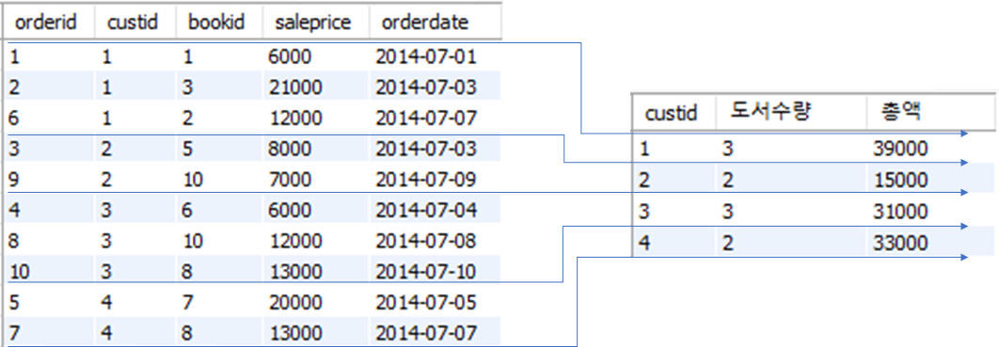 orderid custid bookid saleprice orderdate
1 1 1 6000 2014-07-01
2 1 3 21000 2014-07-03
6 1 2 12000 2014-07-07
3 2 5 8000 2014-07-03
9 2 10 7000 2014-07-09
4 3 6 6000 2014-07-04
8 3 10 12000 2014-07-08
10 3 8 13000 2014-07-10
5 4 7 20000 2014-07-05
7 4 8 13000 2014-07-07
custid 도서수량 총액
1 3 39000
2 2 15000
3 3 31000
4 2 33000